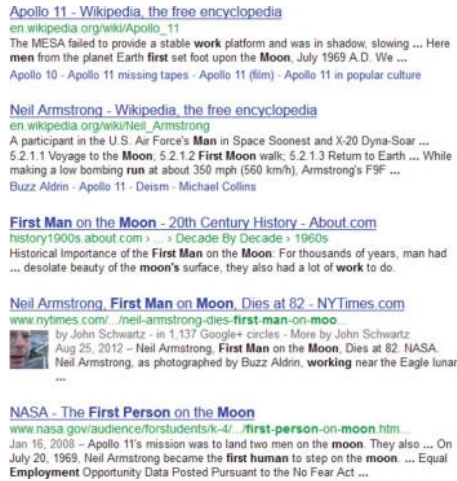 Apollo 11 - Wikipedia, the free encyclopedia
en.wikipedia.org/wiki/Apollo_11
The MESA failed to provide a stable work platform and was in shadow, slowing ... Here
men from the planet Earth first set foot upon the Moon, July 1969 A.D. We ...
Apollo 10 - Apollo 11 missing tapes - Apollo 11 (film) - Apollo 11 in popular culture
Neil Armstrong - Wikipedia, the free encyclopedia
en.wikipedia.org/wiki/Neil_Armstrong
A participant in the U.S. Air Force's Man in Space Soonest and X-20 Dyna-Soar ...
5.2.1.1 Voyage to the Moon; 5.2.1.2 First Moon walk; 5.2.1.3 Return to Earth ... While
making a low bombing run at about 350 mph (560 km/h), Armstrong's F9F ...
Buzz Aldrin - Apollo 11 - Deism - Michael Collins
First Man on the Moon - 20th Century History - About.com
history1900s.about.com › ... › Decade By Decade › 1960s
Historical Importance of the First Man on the Moon: For thousands of years, man had
... desolate beauty of the moon's surface, they also had a lot of work to do.
Neil Armstrong, First Man on Moon, Dies at 82 - NYTimes.com
www.nytimes.com/.../neil-armstrong-dies-first-man-on-moo...
by John Schwartz - in 1,137 Google+ circles - More by John Schwartz
Aug 25, 2012 – Neil Armstrong, First Man on the Moon, Dies at 82. NASA.
Neil Armstrong, as photographed by Buzz Aldrin, working near the Eagle lunar
...
NASA - The First Person on the Moon
www.nasa.gov/audience/forstudents/k-4/.../first-person-on-moon.htm...
Jan 16, 2008 – Apollo 11's mission was to land two men on the moon. They also ... On
July 20, 1969, Neil Armstrong became the first human to step on the moon. ... Equal
Employment Opportunity Data Posted Pursuant to the No Fear Act ...